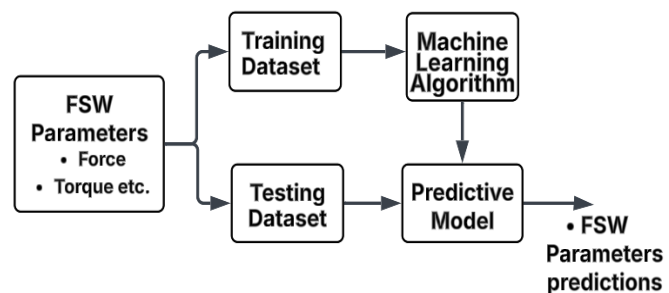 FSW
Parameters
• Force
• Torque etc.
Training
Dataset
Machine
Learning
Algorithm
Testing
Dataset
Predictive
Model
• FSW
Parameters
predictions